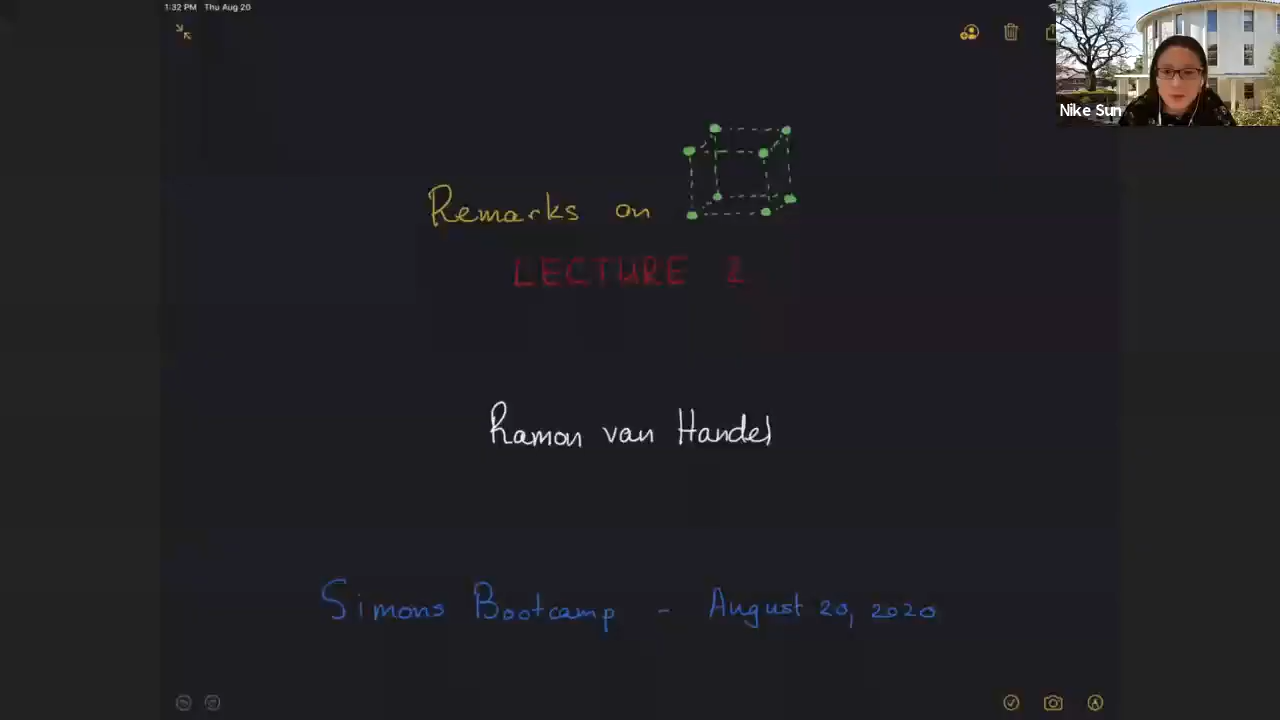 1:32 PM Thu Aug 20
Nike Sun
Remarks on
LECTURE 2
Ramon van Handel
Simons Bootcamp - August 20, 2020